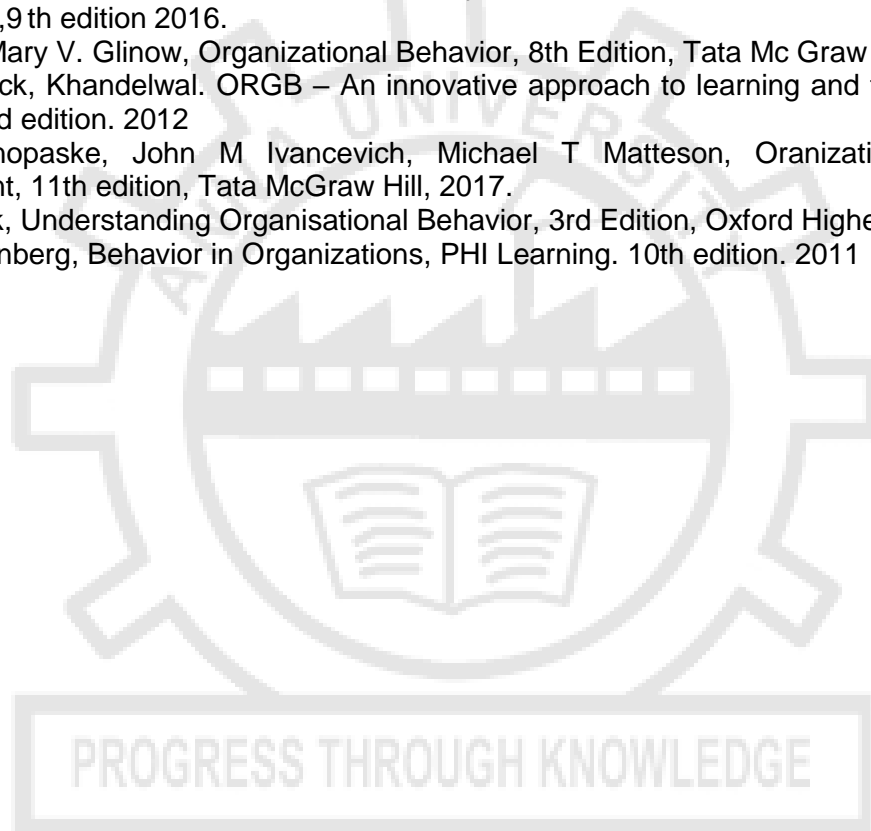 ,9 th edition 2016.
Mary V. Glinow, Organizational Behavior, 8th Edition, Tata Mc Graw
ck, Khandelwal. ORGB – An innovative approach to learning and
d edition. 2012
nopaske, John M Ivancevich, Michael T Matteson, Oranizati
nt, 11th edition, Tata McGraw Hill, 2017.
k, Understanding Organisational Behavior, 3rd Edition, Oxford Highe
nberg, Behavior in Organizations, PHI Learning. 10th edition. 2011
ANNA UNIVERSITY
PROGRESS THROUGH KNOWLEDGE